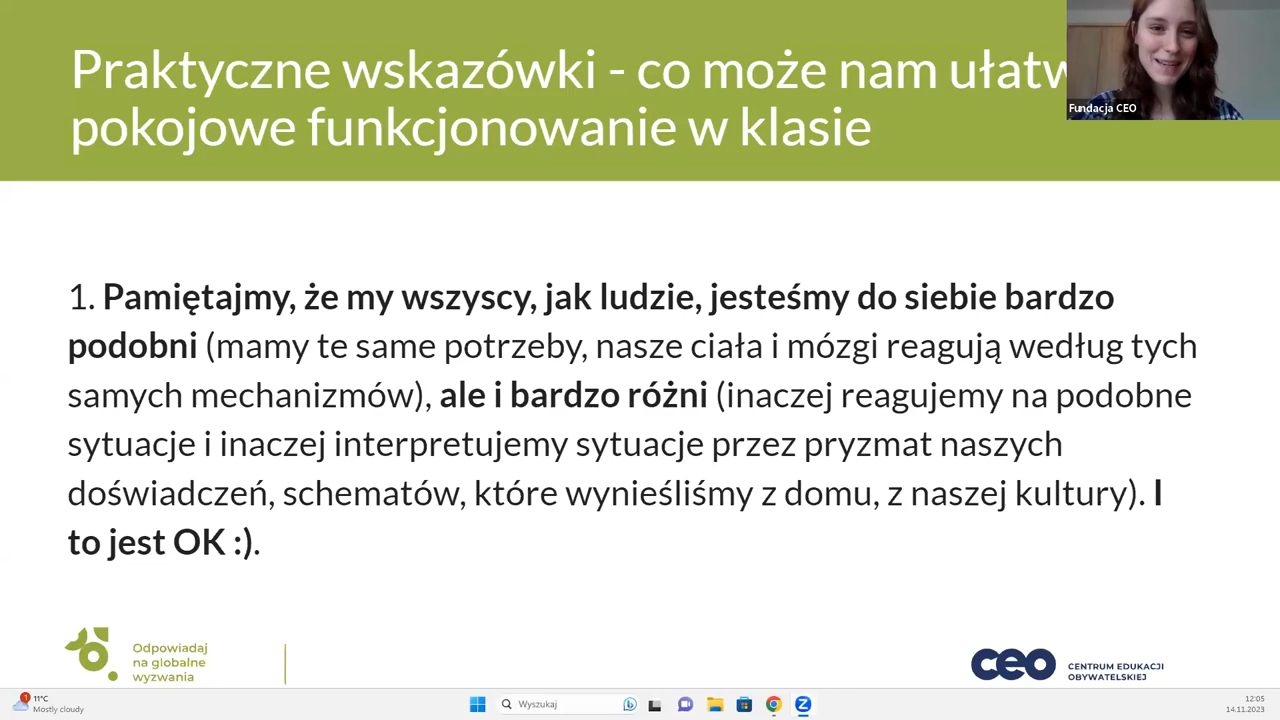 Praktyczne wskazówki - co może nam
pokojowe funkcjonowanie w klasie
Fundacja CEO
1. Pamiętajmy, że my wszyscy, jak ludzie, jesteśmy do siebie bardzo
podobni (mamy te same potrzeby, nasze ciała i mózgi reagują według tych
samych mechanizmów), ale i bardzo różni (inaczej reagujemy na podobne
sytuacje i inaczej interpretujemy sytuacje przez pryzmat naszych
doświadczeń, schematów, które wynieśliśmy z domu, z naszej kultury). I
to jest OK :).
Odpowiadaj
na globalne
wyzwania
ceo
CENTRUM EDUKACJI
OBYWATELSKIEJ
1
11°C
Mostly cloudy
Wyszukaj
12:05
14.11.2023